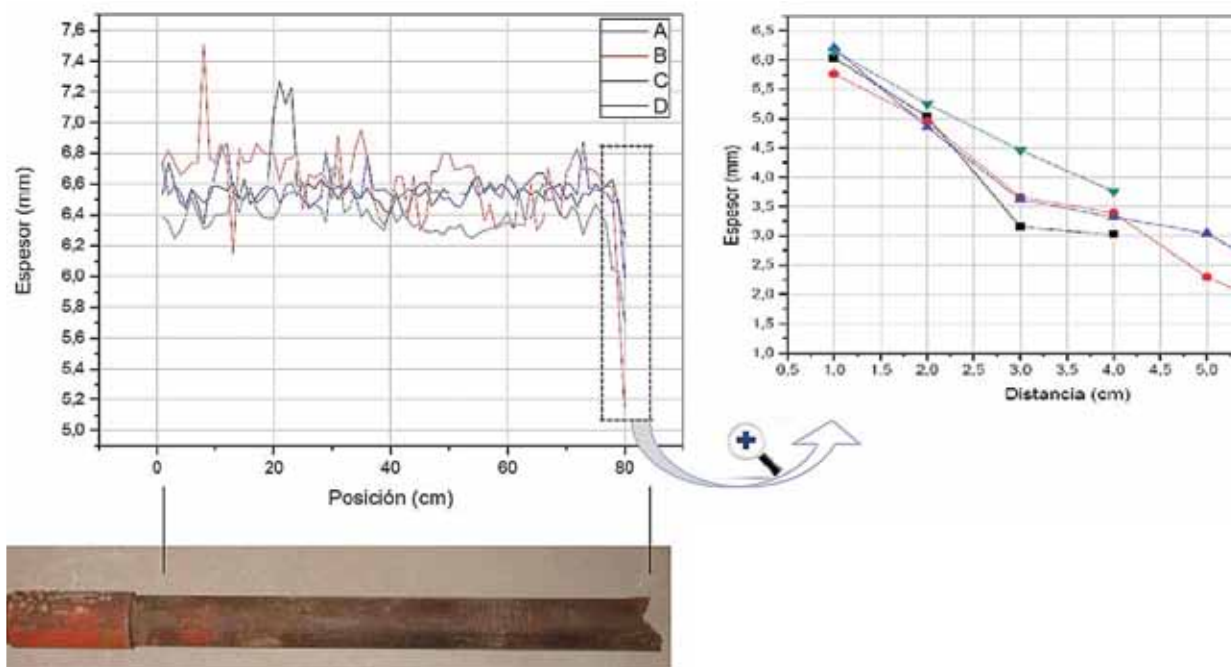 7,6
7,4
7,2
7,0
6,8
6,6
6,4
6,2
6,0
5,8
5,6
5,4
5,2
5,0
Espesor (mm)
0 20 40 60 80
Posición (cm)
A
B
C
D
6,5
6,0
5,5
5,0
4,5
4,0
3,5
3,0
2,5
2,0
1,5
1,0
Espesor (mm)
0,5 1,0 1,5 2,0 2,5 3,0 3,5 4,0 4,5 5,0
Distancia (cm)